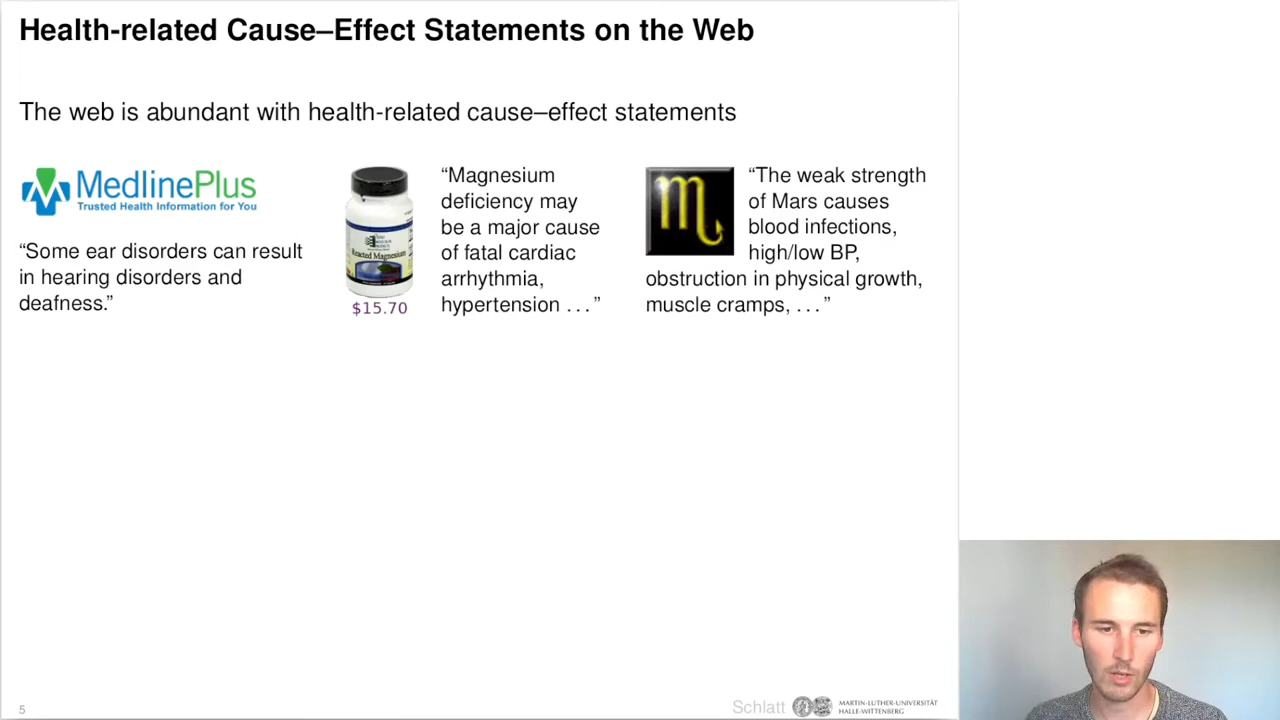 Health-related Cause–Effect Statements on the Web
The web is abundant with health-related cause–effect statements
MedlinePlus
Trusted Health Information for You
“Some ear disorders can result
in hearing disorders and
deafness.”
Reacted Magnesium
$15.70
“Magnesium
deficiency may
be a major cause
of fatal cardiac
arrhythmia,
hypertension . . . ”
“The weak strength
of Mars causes
blood infections,
high/low BP,
obstruction in physical growth,
muscle cramps, . . . ”
5
Schlatt
MARTIN-LUTHER-UNIVERSITÄT
HALLE-WITTENBERG